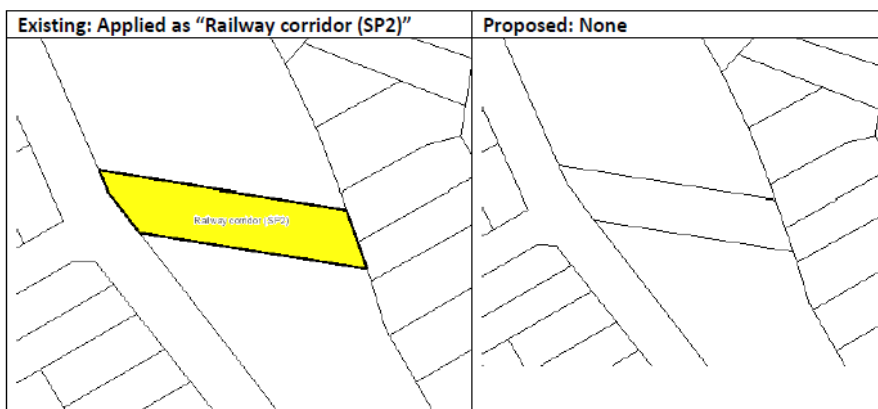 Existing: Applied as “Railway corridor (SP2)”
Proposed: None
Railway corridor (SP2)